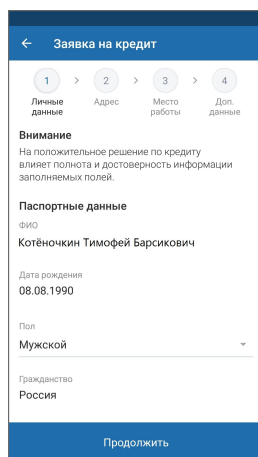 Заявка на кредит
1 2 3 4
Личные данные
Адрес
Место работы
Доп. данные
Внимание
На положительное решение по кредиту
влияет полнота и достоверность информации
заполняемых полей.
Паспортные данные
ФИО
Котёночкин Тимофей Барсикович
Дата рождения
08.08.1990
Пол
Мужской
Гражданство
Россия
Продолжить